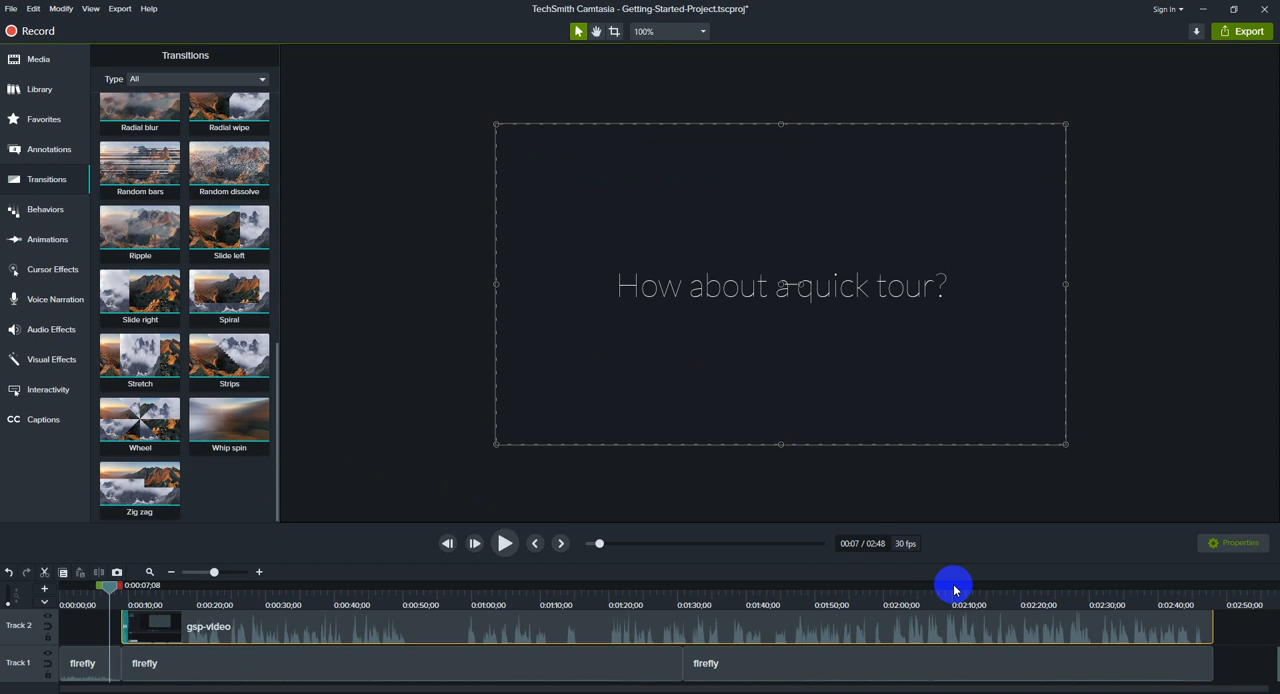 File Edit Modify View Export Help
TechSmith Camtasia - Getting-Started-Project.tscproj*
Sign In
Record
100%
Export
Media
Library
Favorites
Annotations
Transitions
Behaviors
Animations
Cursor Effects
Voice Narration
Audio Effects
Visual Effects
Interactivity
CC Captions
Transitions
Type All
Radial blur Radial wipe
Random bars Random dissolve
Ripple Slide left
Slide right Spiral
Stretch Strips
Wheel Whip spin
Zig zag
How about a quick tour?
00:07 / 02:48 30 fps
Properties
0:00:07;08
0:00:00;00 0:00:10;00 0:00:20;00 0:00:30;00 0:00:40;00 0:00:50;00 0:01:00;00 0:01:10;00 0:01:20;00 0:01:30;00 0:01:40;00 0:01:50;00 0:02:00;00 0:02:10;00 0:02:20;00 0:02:30;00 0:02:40;00 0:02:50;00
Track 2 gsp-video
Track 1 firefly firefly firefly